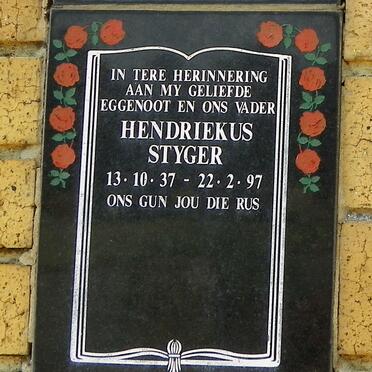 IN TERE HERINNERING
AAN MY GELIEFDE
EGGENOOT EN ONS VADER
HENDRIEKUS
STYGER
13·10·37 - 22·2·97
ONS GUN JOU DIE RUS